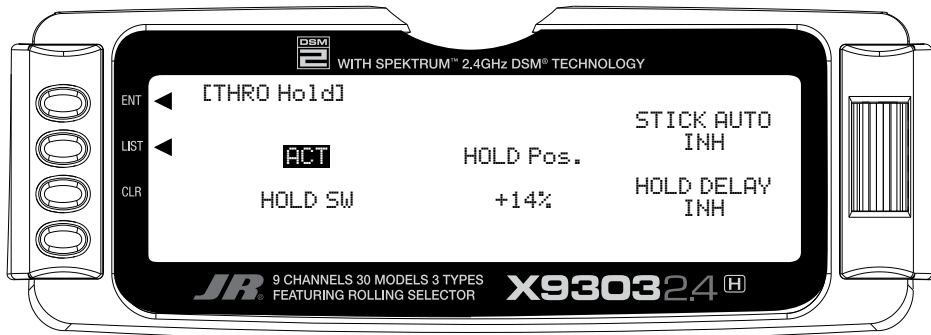 DSM
2 WITH SPEKTRUM™ 2.4GHz DSM® TECHNOLOGY
ENT
LIST
CLR
[THRO Hold]
STICK AUTO
INH
ACT
HOLD Pos.
HOLD SW
+14%
HOLD DELAY
INH
JR® 9 CHANNELS 30 MODELS 3 TYPES
FEATURING ROLLING SELECTOR
X9303 2.4 H